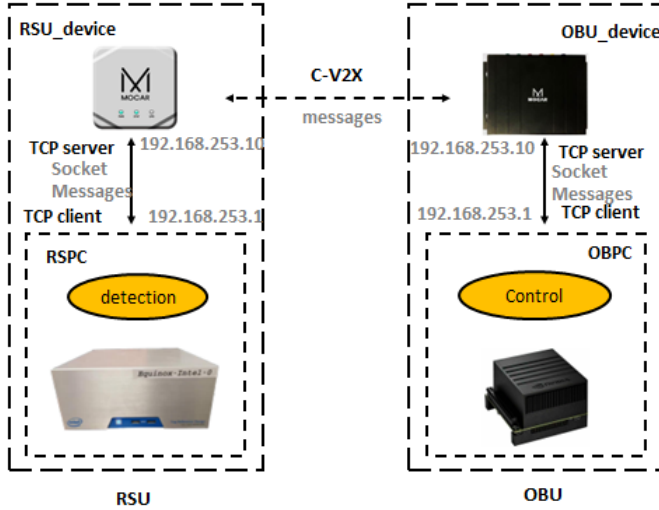 RSU_device
OBU_device
MOCAR
MOCAR
C-V2X
messages
TCP server
192.168.253.10
Socket
Messages
TCP client
192.168.253.1
192.168.253.10
TCP server
Socket
Messages
192.168.253.1
TCP client
RSPC
detection
Equinox-Intel-
intel
OBPC
Control
RSU
OBU